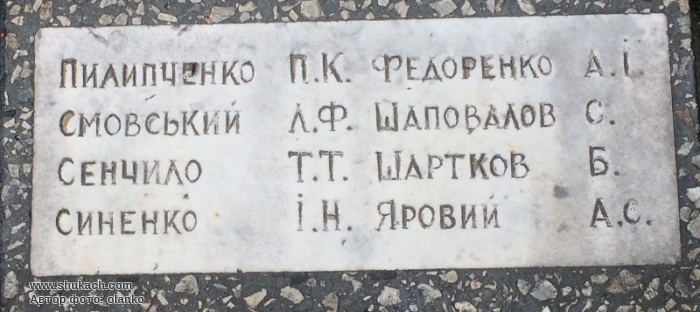 Пилипченко П.К. Федоренко А.І.
Смовський Л.Ф. Шаповалов С.
Сенчило Т.Т. Шартков Б.
Синенко І.Н. Яровий А.С.
www.shukach.com
Автор фото: olanko